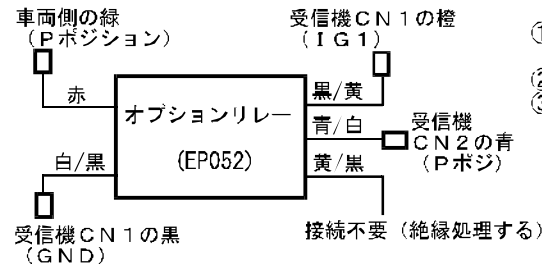 車両側の緑
(Pポジション)
受信機CN1の橙
(IG1)
①
②
③
赤
黒/黄
オプションリレー
(EP052)
青/白
受信機
CN2の青
(Pポジ)
白/黒
黄/黒
受信機CN1の黒
(GND)
接続不要(絶縁処理する)